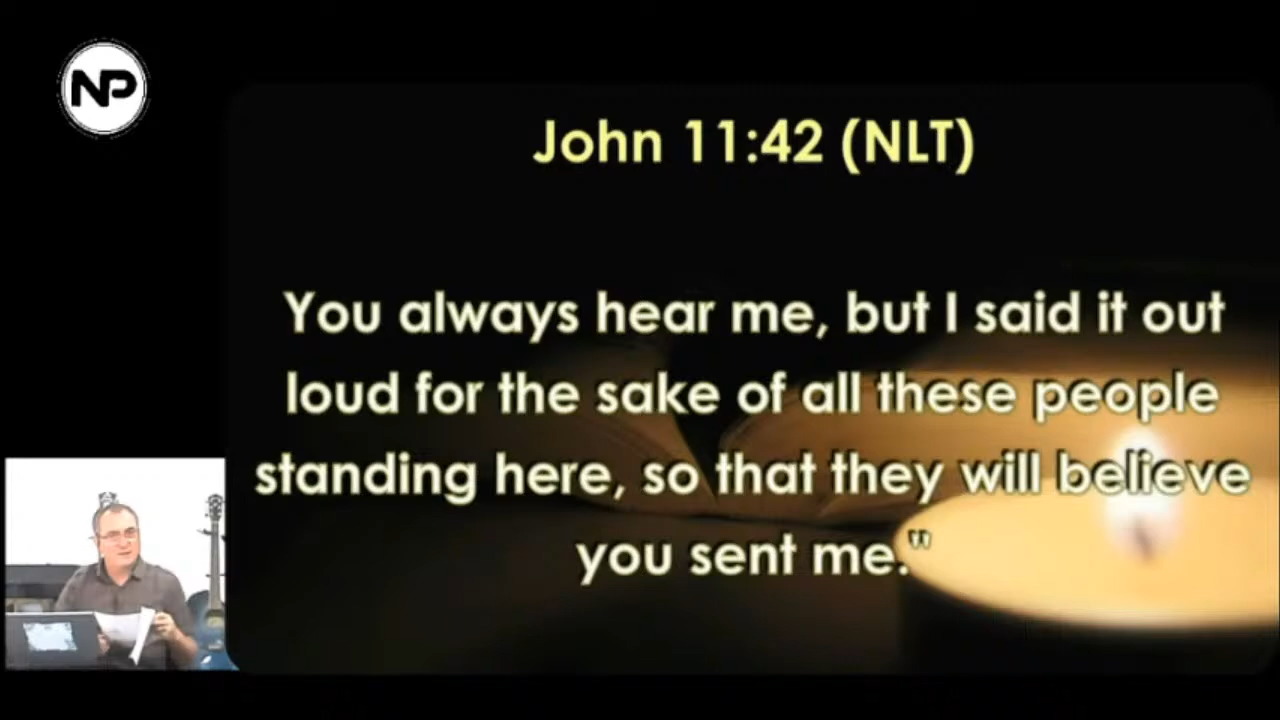 NP
John 11:42 (NLT)
You always hear me, but I said it out
loud for the sake of all these people
standing here, so that they will believe
you sent me."